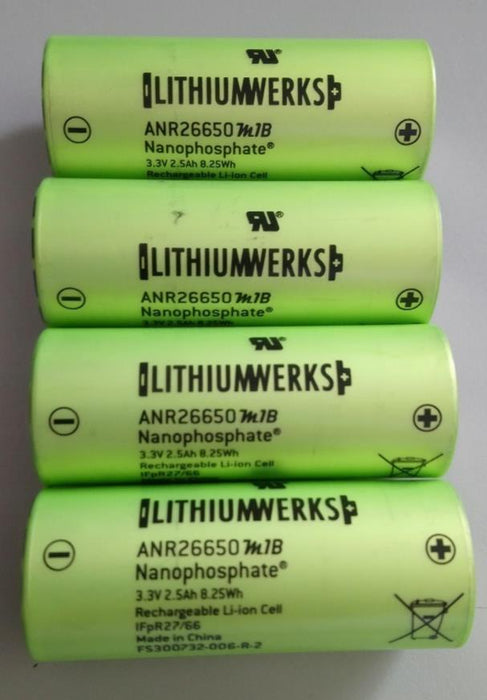 LITHIUMWERKS
ANR26650 M1B
Nanophosphate®
3.3V 2.5Ah 8.25Wh
Rechargeable Li-Ion Cell
LITHIUMWERKS
ANR26650 M1B
Nanophosphate®
3.3V 2.5Ah 8.25Wh
LITHIUMWERKS
ANR26650 M1B
Nanophosphate®
3.3V 2.5Ah 8.25Wh
Rechargeable Li-Ion Cell
IFpR27/66
LITHIUMWERKS
ANR26650 M1B
Nanophosphate®
3.3V 2.5Ah 8.25Wh
Rechargeable Li-Ion Cell
IFpR27/66
Made in China
FS300732-006-R-2